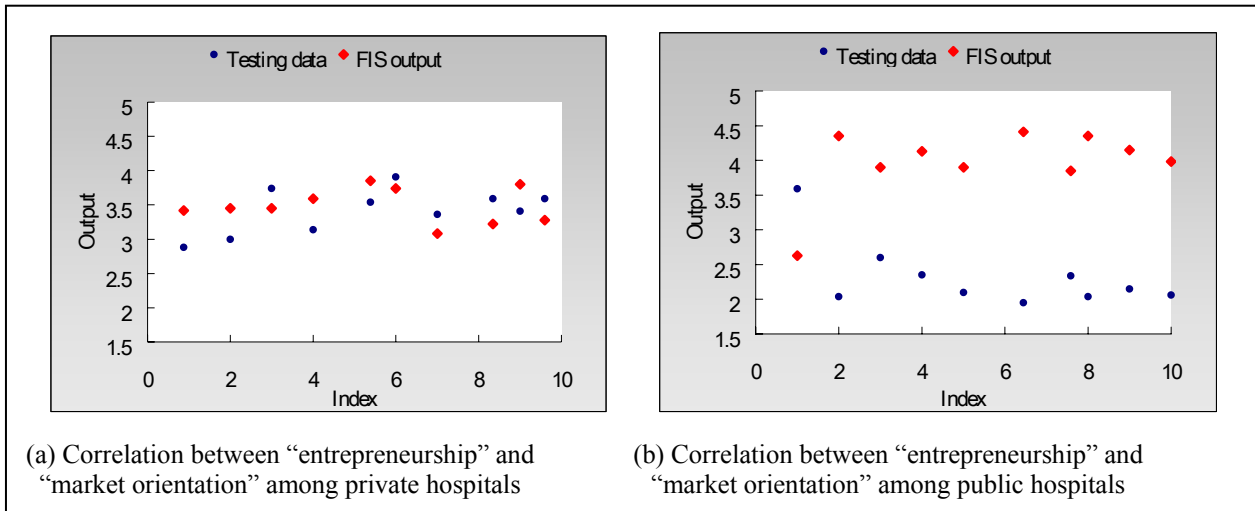 Testing data FIS output
5
4.5
4
3.5
3
2.5
2
1.5
Output
0 2 4 6 8 10
Index
(a) Correlation between “entrepreneurship” and
“market orientation” among private hospitals
Testing data FIS output
5
4.5
4
3.5
3
2.5
2
1.5
Output
0 2 4 6 8 10
Index
(b) Correlation between “entrepreneurship” and
“market orientation” among public hospitals